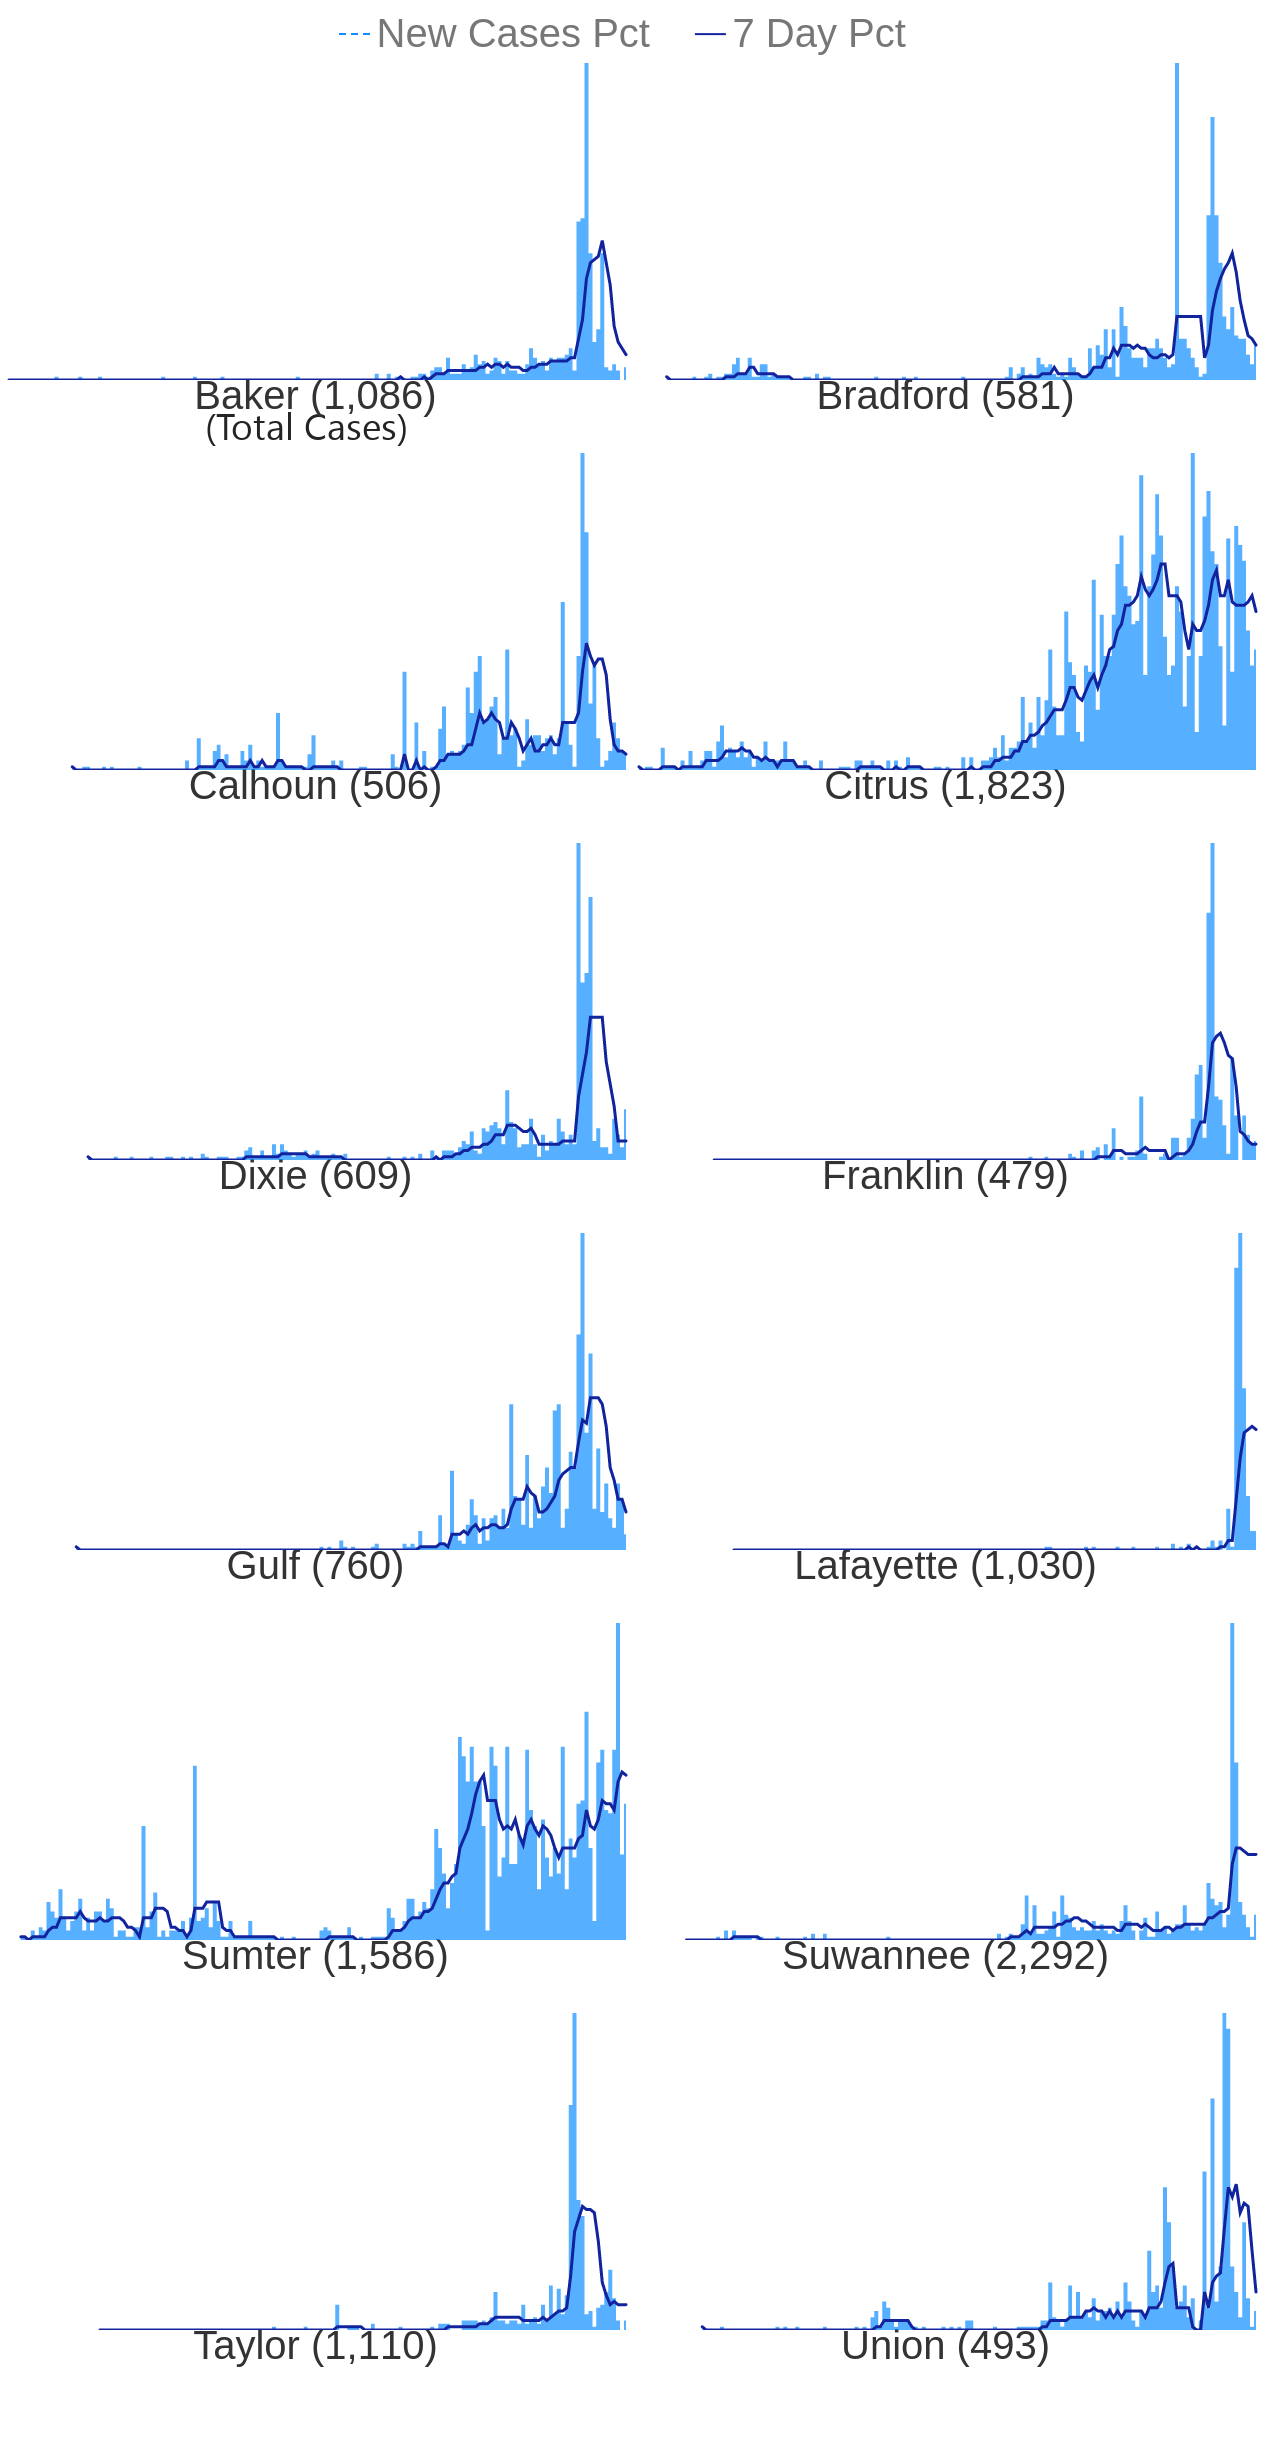 New Cases Pct 7 Day Pct
Baker (1,086) Bradford (581)
(Total Cases)
Calhoun (506) Citrus (1,823)
Dixie (609) Franklin (479)
Gulf (760) Lafayette (1,030)
Sumter (1,586) Suwannee (2,292)
Taylor (1,110) Union (493)